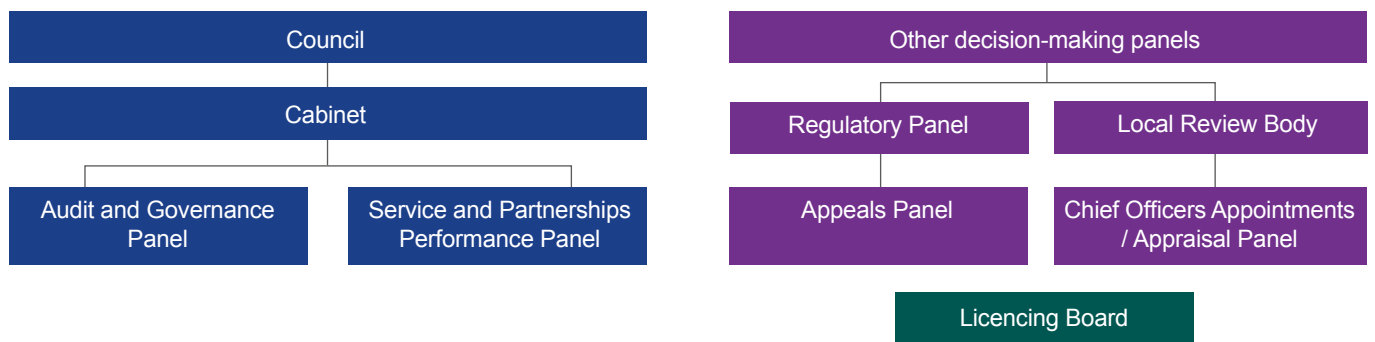 Council
Cabinet
Audit and Governance
Panel
Service and Partnerships
Performance Panel
Other decision-making panels
Regulatory Panel
Local Review Body
Appeals Panel
Chief Officers Appointments
/ Appraisal Panel
Licencing Board